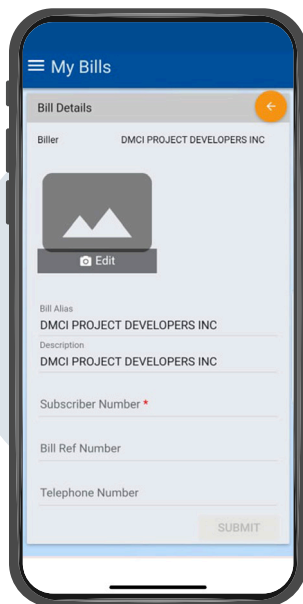 My Bills
Bill Details
Biller DMCI PROJECT DEVELOPERS INC
Edit
Bill Alias
DMCI PROJECT DEVELOPERS INC
Description
DMCI PROJECT DEVELOPERS INC
Subscriber Number *
Bill Ref Number
Telephone Number
SUBMIT